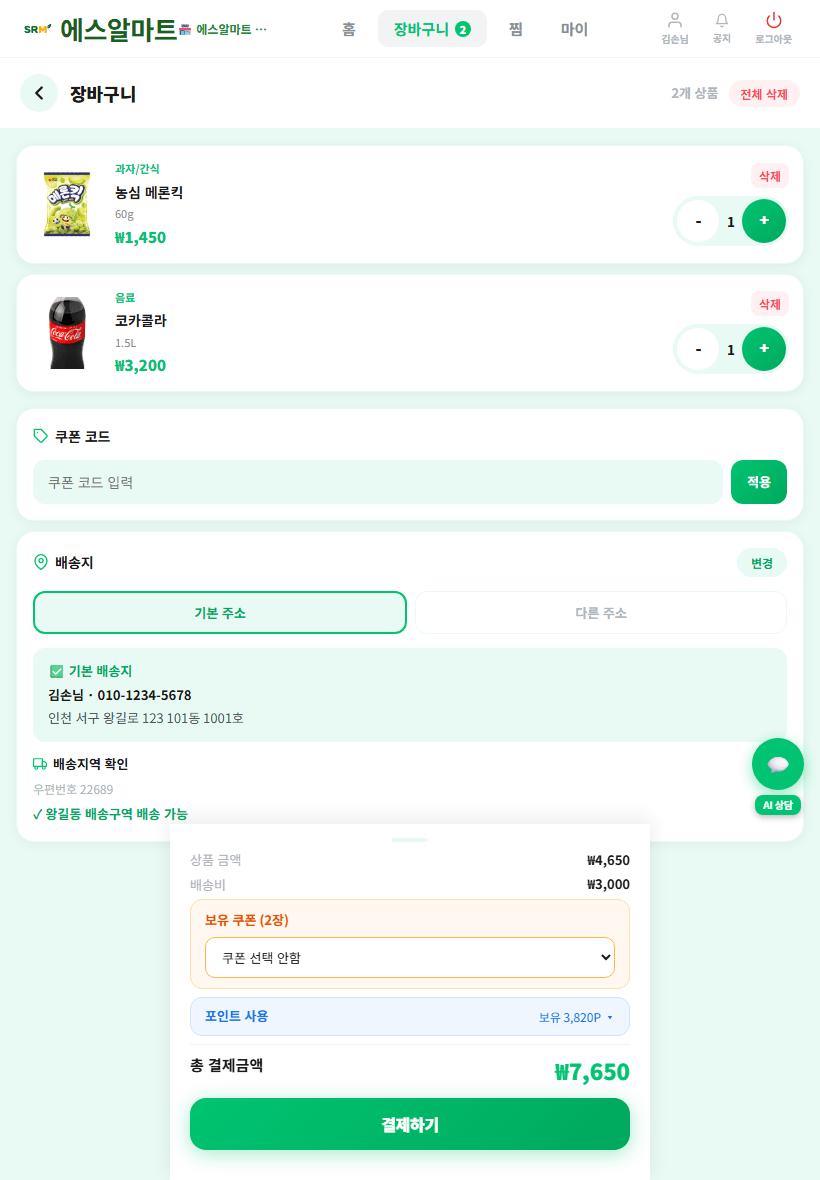 SRM 에스알마트 에스알마트 ⋯ 홈 장바구니 2 찜 마이 김손님 공지 로그아웃
장바구니 2개 상품 전체 삭제
과자/간식 삭제
농심 메론킥
60g
₩1,450
- 1 +
메론킥
음료 삭제
코카콜라
1.5L
₩3,200
- 1 +
Coca-Cola
쿠폰 코드
쿠폰 코드 입력 적용
배송지 변경
기본 주소 다른 주소
✅ 기본 배송지
김손님 · 010-1234-5678
인천 서구 왕길로 123 101동 1001호
배송지역 확인
우편번호 22689
✓ 왕길동 배송구역 배송 가능
AI 상담
상품 금액 ₩4,650
배송비 ₩3,000
보유 쿠폰 (2장)
쿠폰 선택 안함
포인트 사용 보유 3,820P ▾
총 결제금액 ₩7,650
결제하기